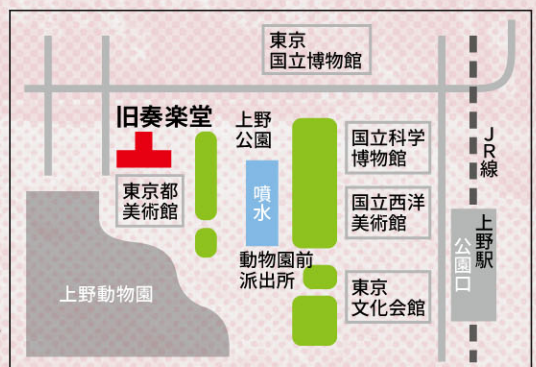 東京
国立博物館
旧奏楽堂
上野
公園
国立科学
博物館
JR線
東京都
美術館
噴水
国立西洋
美術館
上野駅
公園口
動物園前
派出所
上野動物園
東京
文化会館